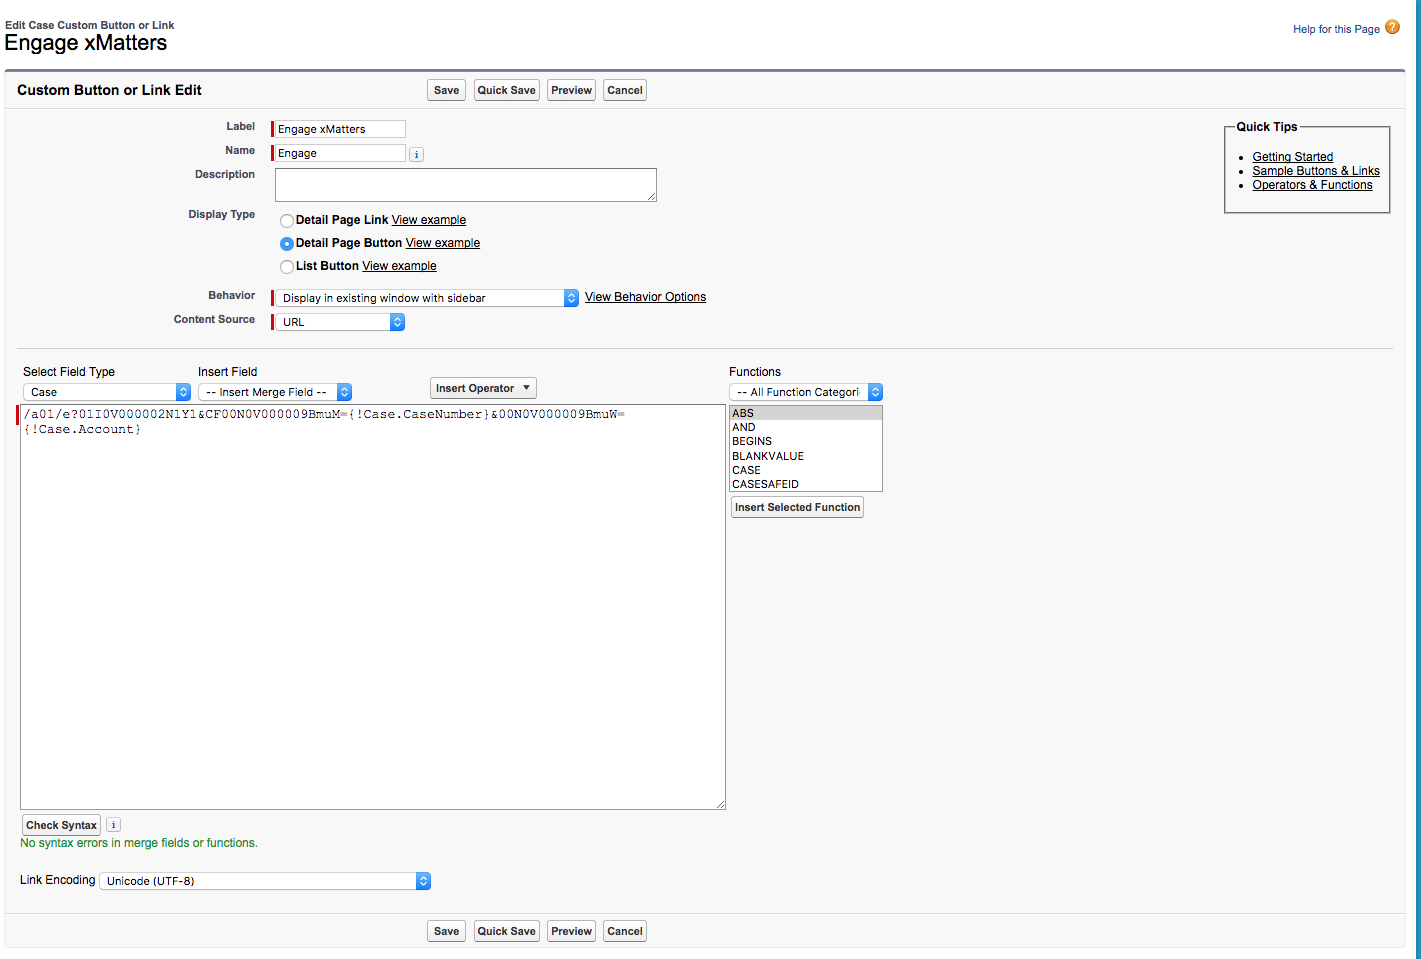 Edit Case Custom Button or Link
Engage xMatters
Help for this Page ?
Custom Button or Link Edit
Save Quick Save Preview Cancel
Label Engage xMatters
Name Engage i
Description
Display Type
Detail Page Link View example
Detail Page Button View example
List Button View example
Behavior Display in existing window with sidebar View Behavior Options
Content Source URL
Quick Tips
Getting Started
Sample Buttons & Links
Operators & Functions
Select Field Type Insert Field Functions
Case -- Insert Merge Field -- Insert Operator -- All Function Categori
/a01/e?01I0V000002N1Y1&CF00N0V000009BmuM={!Case.CaseNumber}&00N0V000009BmuW=
{!Case.Account}
ABS
AND
BEGINS
BLANKVALUE
CASE
CASESAFEID
Insert Selected Function
Check Syntax i
No syntax errors in merge fields or functions.
Link Encoding Unicode (UTF-8)
Save Quick Save Preview Cancel